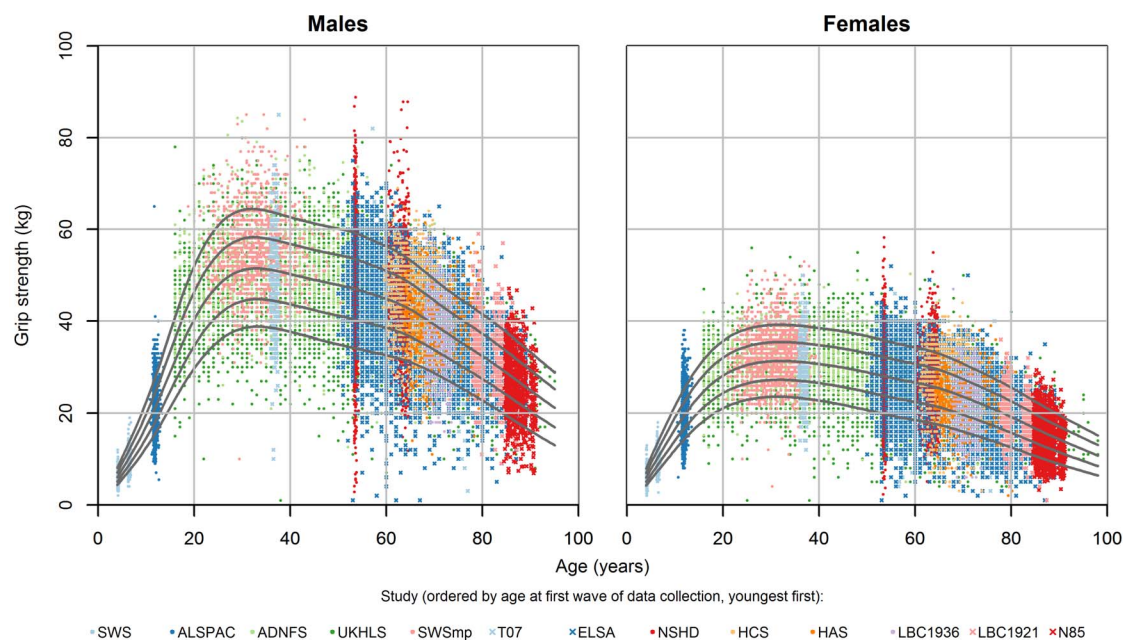 Males Females
100
80
60
40
20
0
Grip strength (kg)
0 20 40 60 80 100 0 20 40 60 80 100
Age (years)
Study (ordered by age at first wave of data collection, youngest first):
SWS ALSPAC ADNFS UKHLS SWSmp T07 ELSA NSHD HCS HAS LBC1936 LBC1921 N85